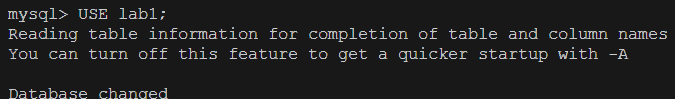 mysql> USE lab1;
Reading table information for completion of table and column names
You can turn off this feature to get a quicker startup with -A
Database changed